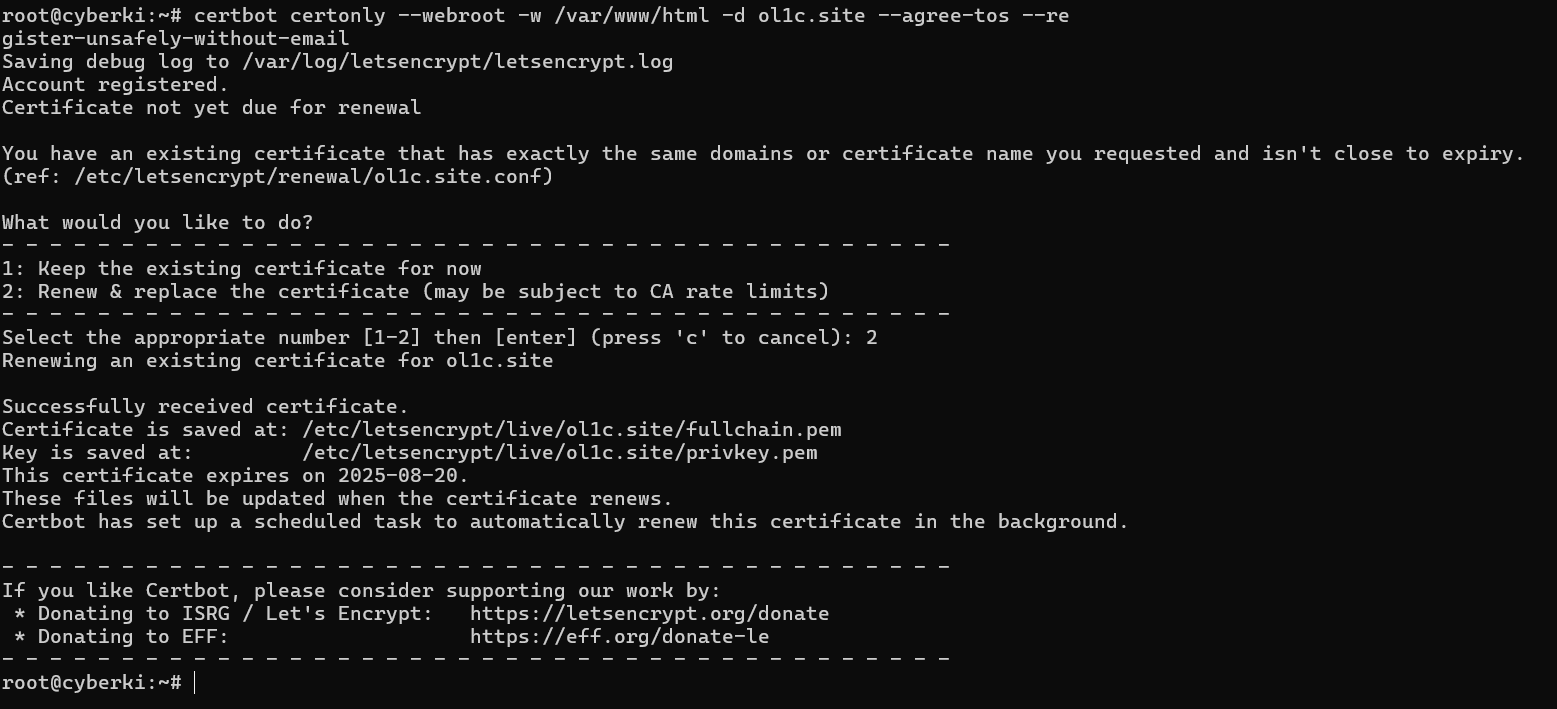 root@cyberki:~# certbot certonly --webroot -w /var/www/html -d ol1c.site --agree-tos --re
gister-unsafely-without-email
Saving debug log to /var/log/letsencrypt/letsencrypt.log
Account registered.
Certificate not yet due for renewal

You have an existing certificate that has exactly the same domains or certificate name you requested and isn't close to expiry.
(ref: /etc/letsencrypt/renewal/ol1c.site.conf)

What would you like to do?
- - - - - - - - - - - - - - - - - - - - - - - - - - - - - - - - - - - - - - - -
1: Keep the existing certificate for now
2: Renew & replace the certificate (may be subject to CA rate limits)
- - - - - - - - - - - - - - - - - - - - - - - - - - - - - - - - - - - - - - - -
Select the appropriate number [1-2] then [enter] (press 'c' to cancel): 2
Renewing an existing certificate for ol1c.site

Successfully received certificate.
Certificate is saved at: /etc/letsencrypt/live/ol1c.site/fullchain.pem
Key is saved at:         /etc/letsencrypt/live/ol1c.site/privkey.pem
This certificate expires on 2025-08-20.
These files will be updated when the certificate renews.
Certbot has set up a scheduled task to automatically renew this certificate in the background.

- - - - - - - - - - - - - - - - - - - - - - - - - - - - - - - - - - - - - - - -
If you like Certbot, please consider supporting our work by:
 * Donating to ISRG / Let's Encrypt:   https://letsencrypt.org/donate
 * Donating to EFF:                    https://eff.org/donate-le
- - - - - - - - - - - - - - - - - - - - - - - - - - - - - - - - - - - - - - - -
root@cyberki:~#